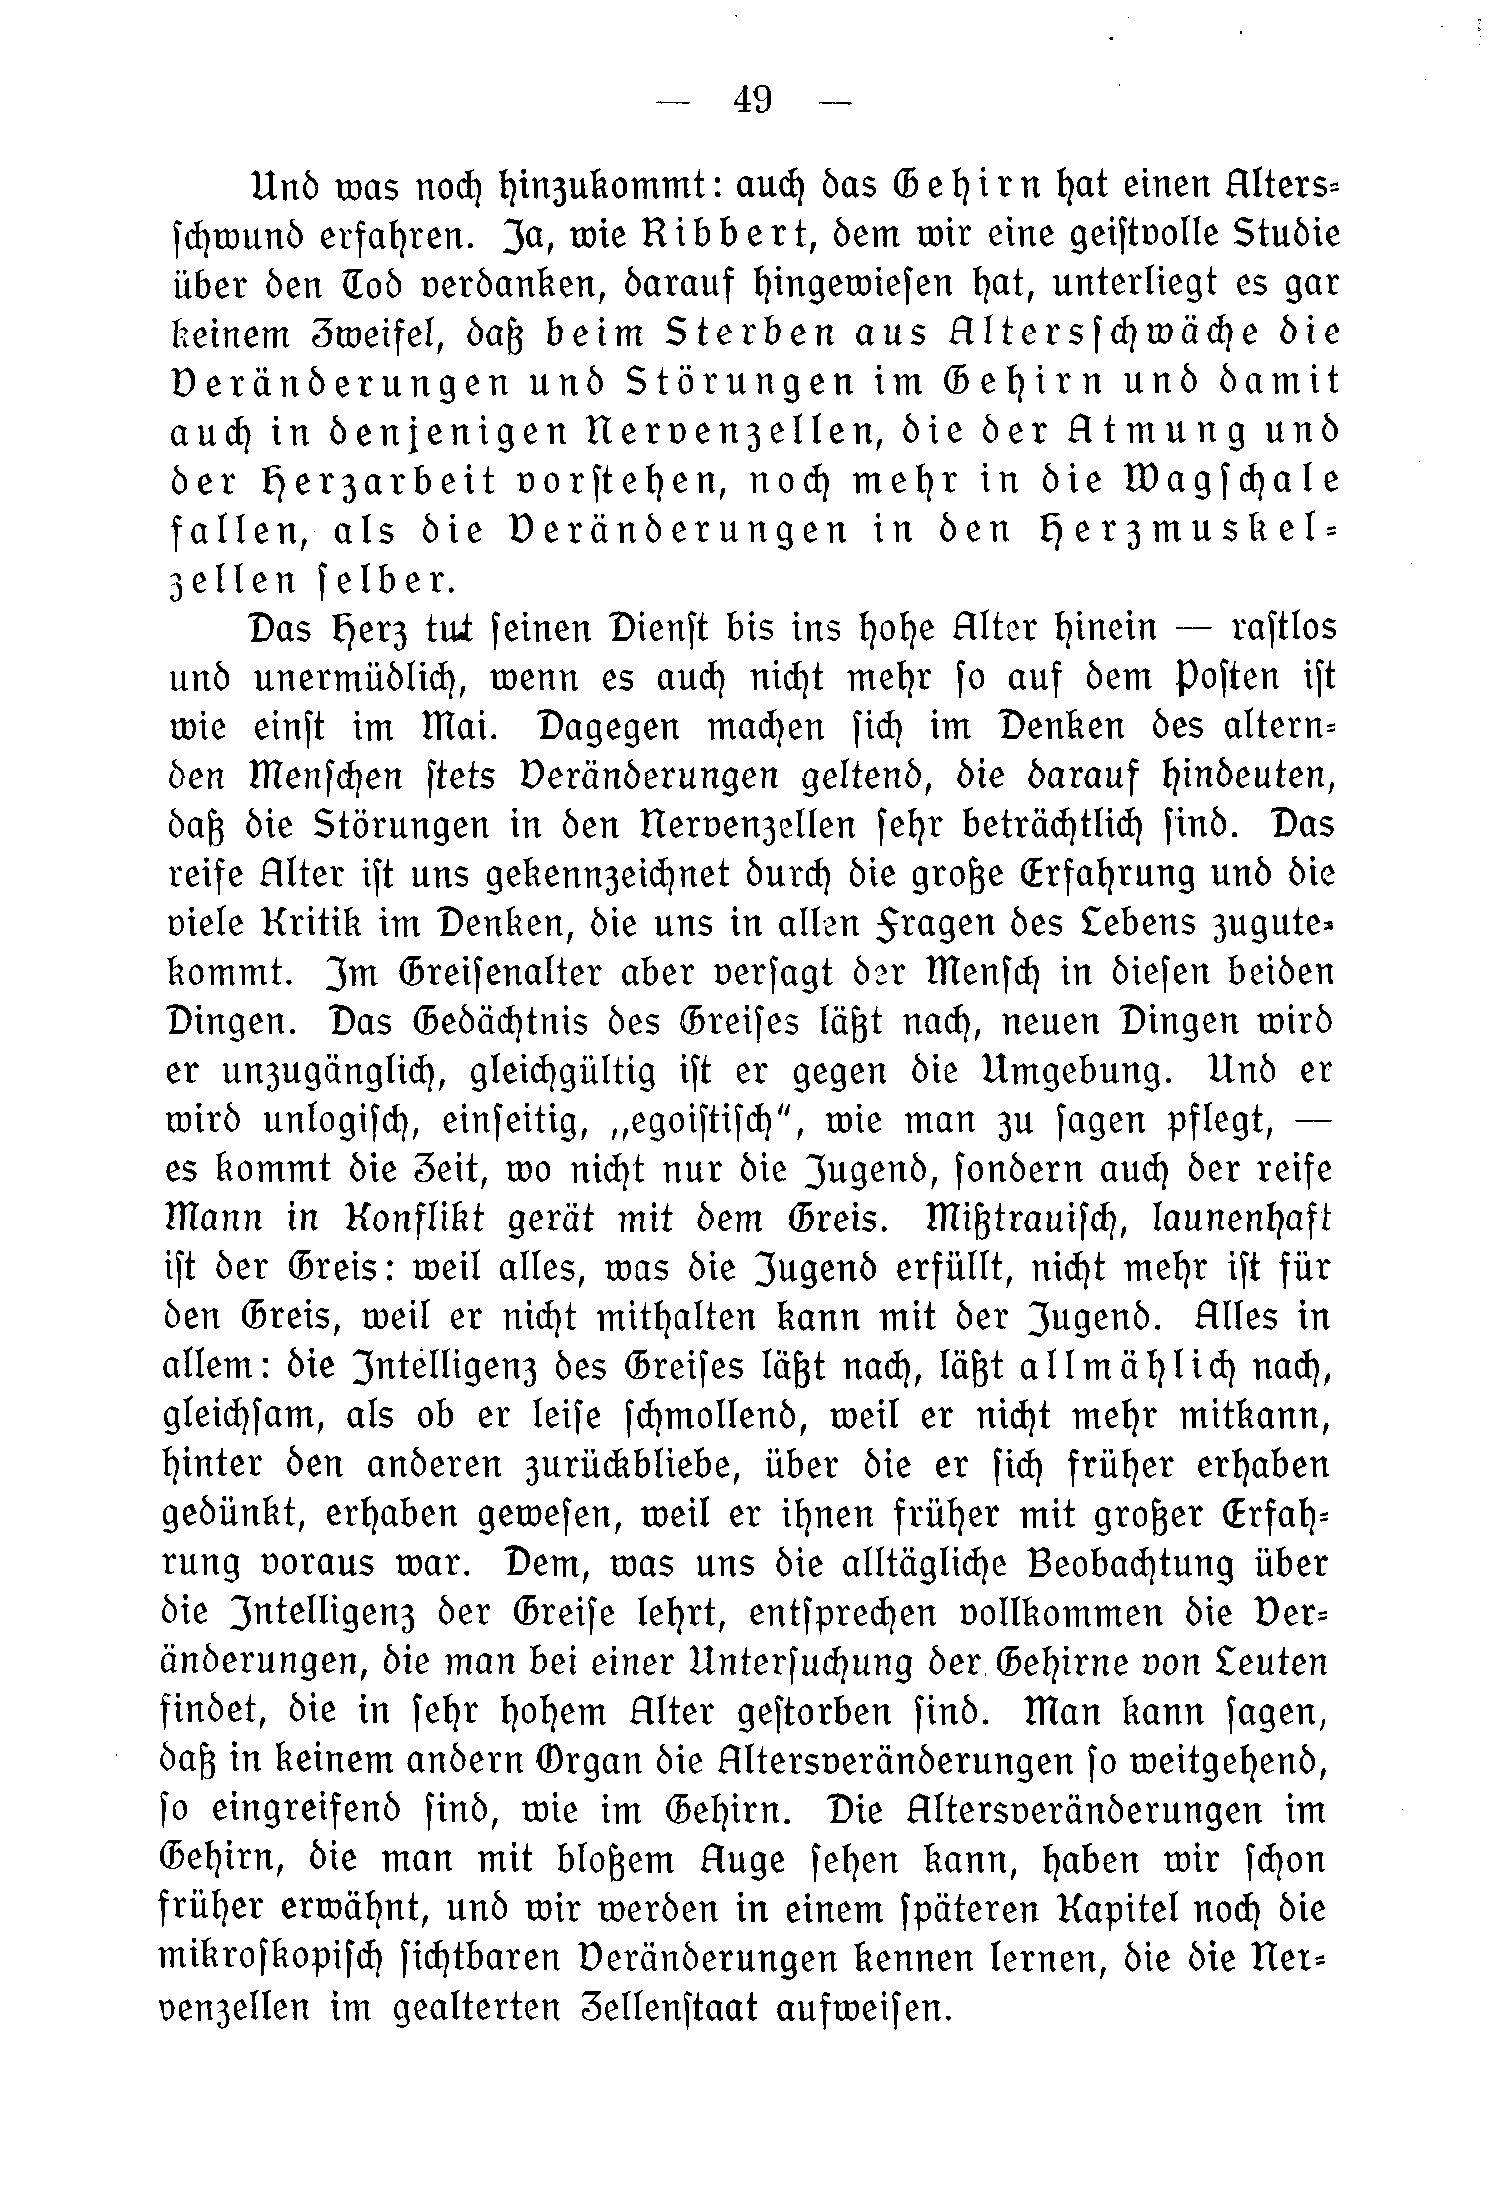 — 49 —
Und was noch hinzukommt: auch das Gehirn hat einen Alters-
schwund erfahren. Ja, wie Ribbert, dem wir eine geistvolle Studie
über den Tod verdanken, darauf hingewiesen hat, unterliegt es gar
keinem Zweifel, daß beim Sterben aus Altersschwäche die
Veränderungen und Störungen im Gehirn und damit
auch in denjenigen Nervenzellen, die der Atmung und
der Herzarbeit vorstehen, noch mehr in die Wagschale
fallen, als die Veränderungen in den Herzmuskel-
zellen selber.
Das Herz tut seinen Dienst bis ins hohe Alter hinein — rastlos
und unermüdlich, wenn es auch nicht mehr so auf dem Posten ist
wie einst im Mai. Dagegen machen sich im Denken des altern-
den Menschen stets Veränderungen geltend, die darauf hindeuten,
daß die Störungen in den Nervenzellen sehr beträchtlich sind. Das
reife Alter ist uns gekennzeichnet durch die große Erfahrung und die
viele Kritik im Denken, die uns in allen Fragen des Lebens zugute-
kommt. Im Greisenalter aber versagt der Mensch in diesen beiden
Dingen. Das Gedächtnis des Greises läßt nach, neuen Dingen wird
er unzugänglich, gleichgültig ist er gegen die Umgebung. Und er
wird unlogisch, einseitig, „egoistisch", wie man zu sagen pflegt, —
es kommt die Zeit, wo nicht nur die Jugend, sondern auch der reife
Mann in Konflikt gerät mit dem Greis. Mißtrauisch, launenhaft
ist der Greis: weil alles, was die Jugend erfüllt, nicht mehr ist für
den Greis, weil er nicht mithalten kann mit der Jugend. Alles in
allem: die Intelligenz des Greises läßt nach, läßt allmählich nach,
gleichsam, als ob er leise schmollend, weil er nicht mehr mitkann,
hinter den anderen zurückbliebe, über die er sich früher erhaben
gedünkt, erhaben gewesen, weil er ihnen früher mit großer Erfah-
rung voraus war. Dem, was uns die alltägliche Beobachtung über
die Intelligenz der Greise lehrt, entsprechen vollkommen die Ver-
änderungen, die man bei einer Untersuchung der Gehirne von Leuten
findet, die in sehr hohem Alter gestorben sind. Man kann sagen,
daß in keinem andern Organ die Altersveränderungen so weitgehend,
so eingreifend sind, wie im Gehirn. Die Altersveränderungen im
Gehirn, die man mit bloßem Auge sehen kann, haben wir schon
früher erwähnt, und wir werden in einem späteren Kapitel noch die
mikroskopisch sichtbaren Veränderungen kennen lernen, die die Ner-
venzellen im gealterten Zellenstaat aufweisen.